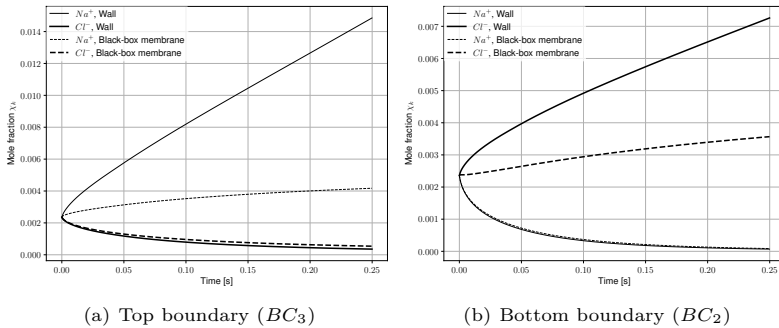 Na⁺, Wall
Cl⁻, Wall
Na⁺, Black-box membrane
Cl⁻, Black-box membrane
0.014
0.012
0.010
0.008
0.006
0.004
0.002
0.000
Mole fraction χₖ
0.00 0.05 0.10 0.15 0.20 0.25
Time [s]
(a) Top boundary (BC₃)
Na⁺, Wall
Cl⁻, Wall
Na⁺, Black-box membrane
Cl⁻, Black-box membrane
0.007
0.006
0.005
0.004
0.003
0.002
0.001
0.000
Mole fraction χₖ
0.00 0.05 0.10 0.15 0.20 0.25
Time [s]
(b) Bottom boundary (BC₂)